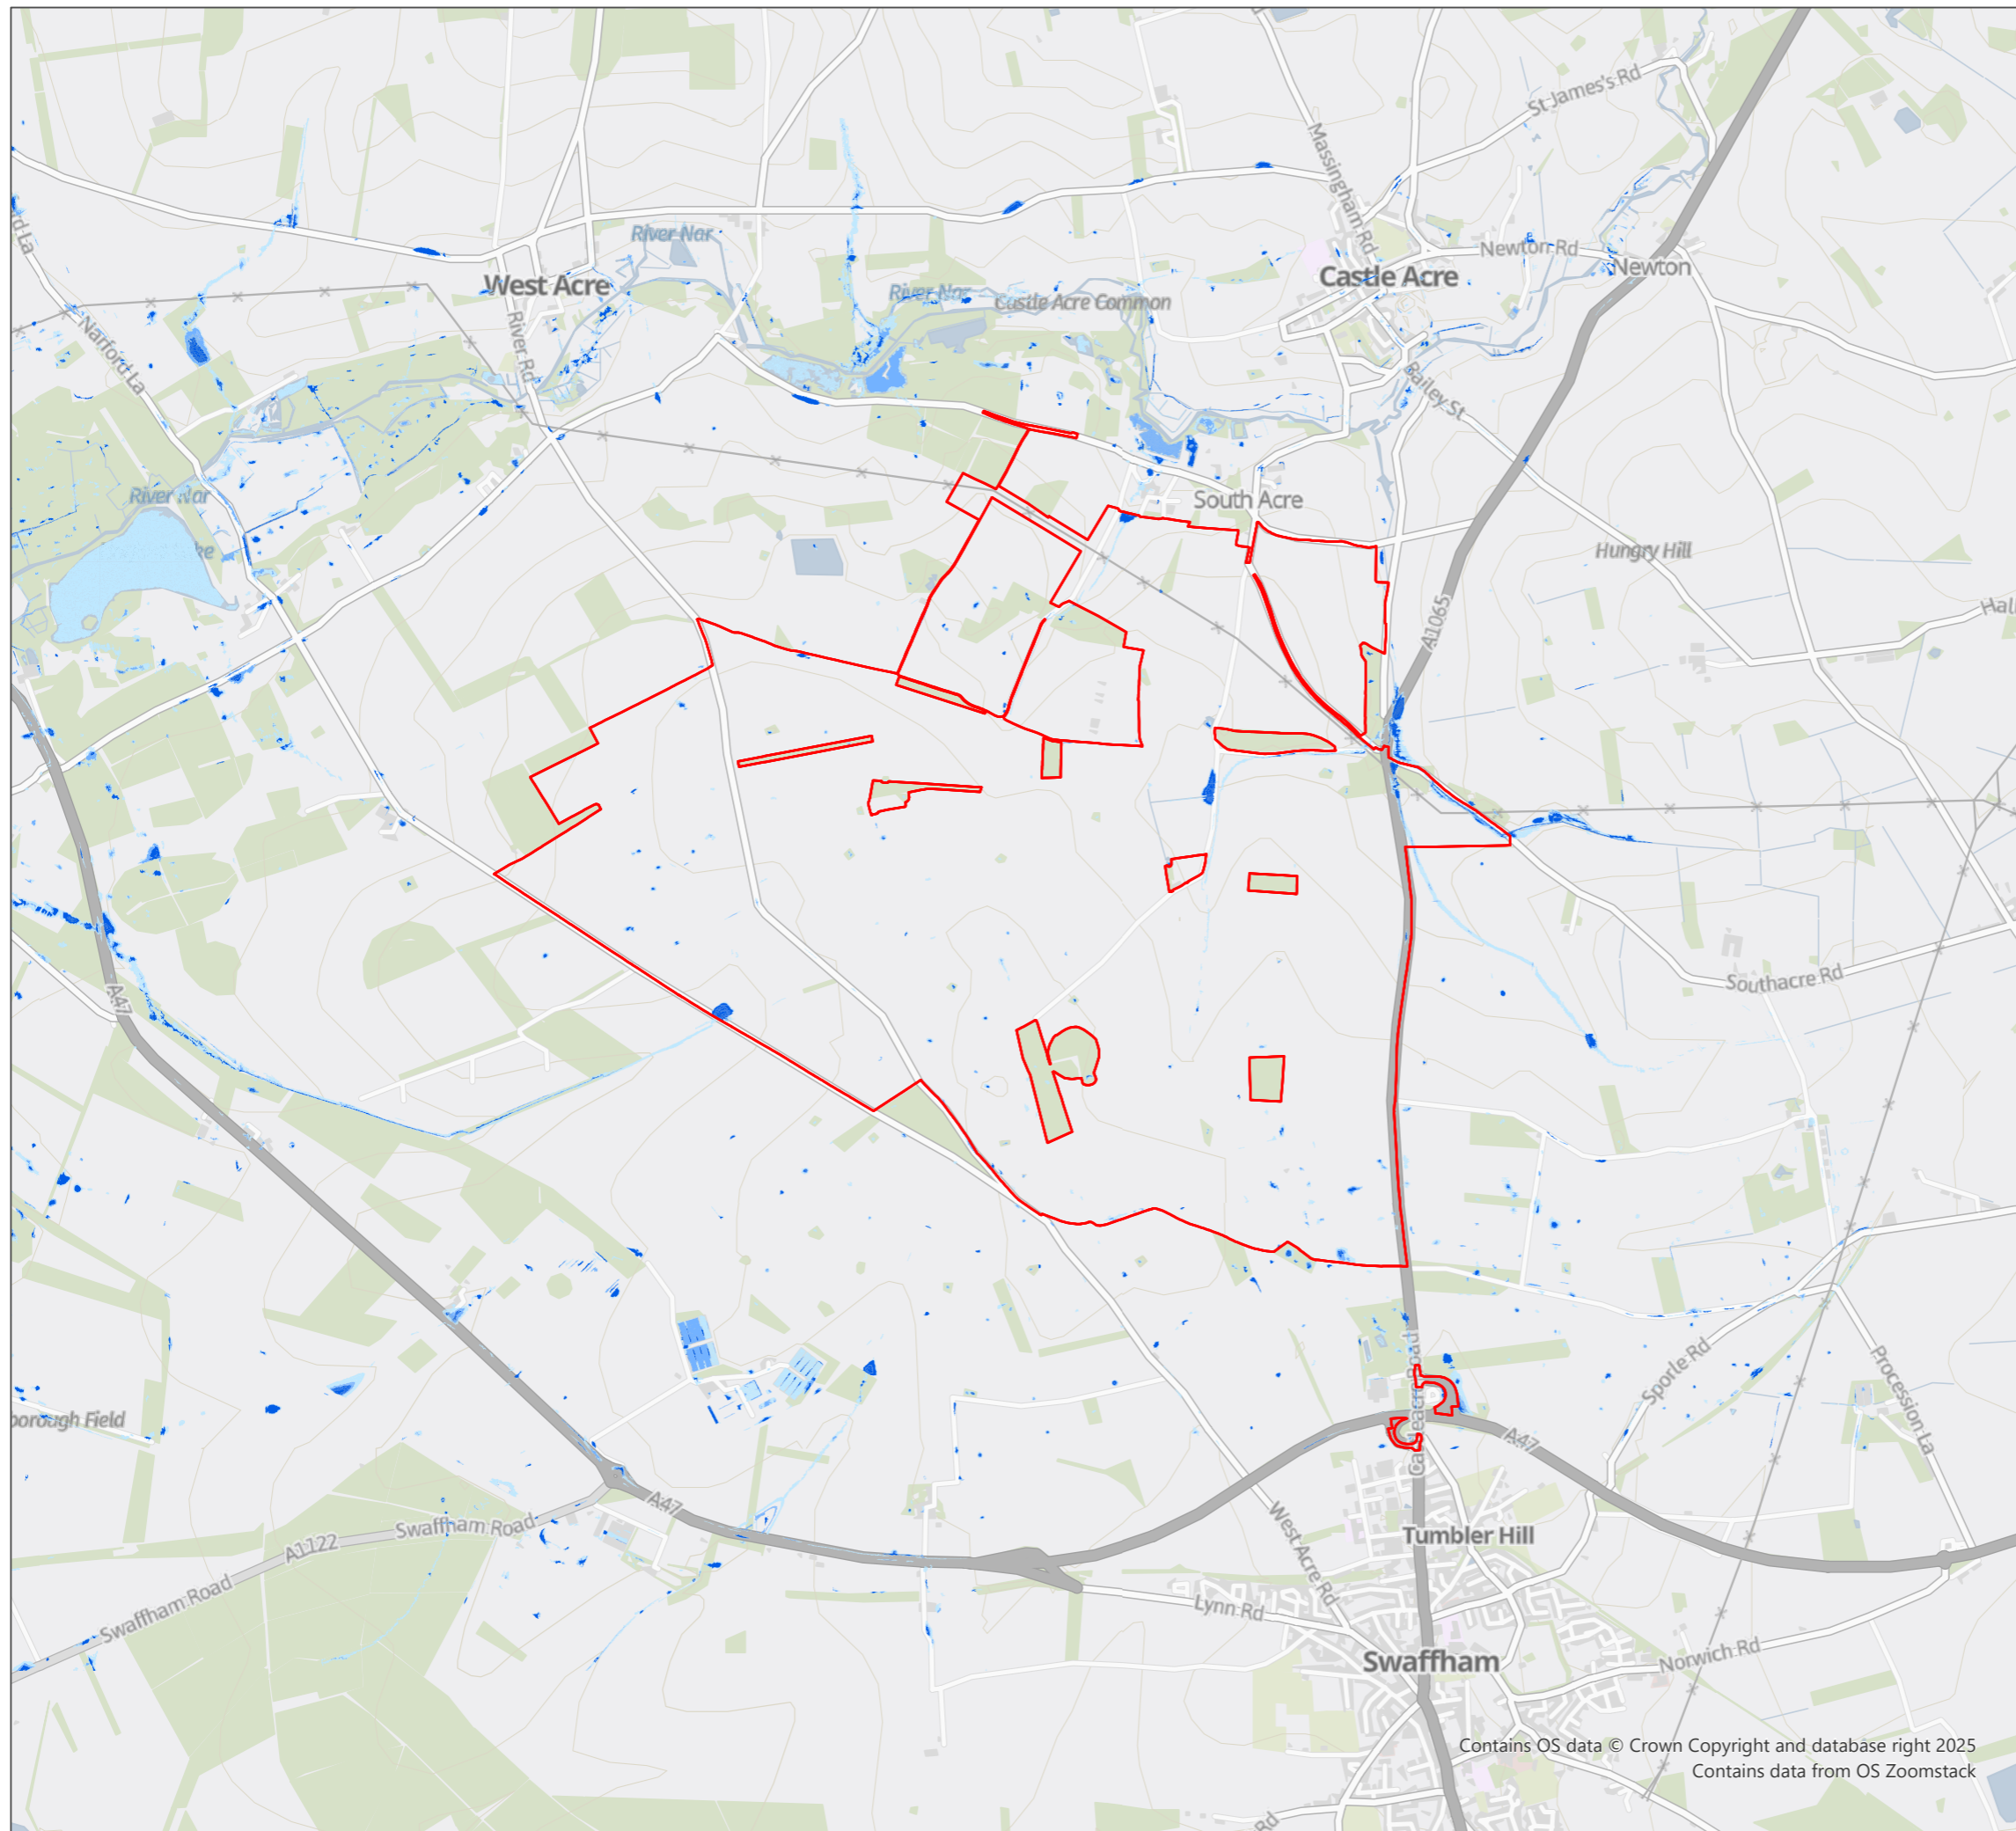 St James's Rd
Massingham Rd
River Nar
Newton Rd
Newton
West Acre
Castle Acre
River Nar
Castle Acre Common
Narford La
River Rd
Bailey St
River Nar
South Acre
Hungry Hill
A1065
A47
Southacre Rd
Sporle Rd
Procession La
A47
A47
West Acre Rd
Swaffham Road
A1122
Tumbler Hill
Swaffham Road
Lynn Rd
Norwich Rd
Swaffham
Contains OS data © Crown Copyright and database right 2025
Contains data from OS Zoomstack
Rd